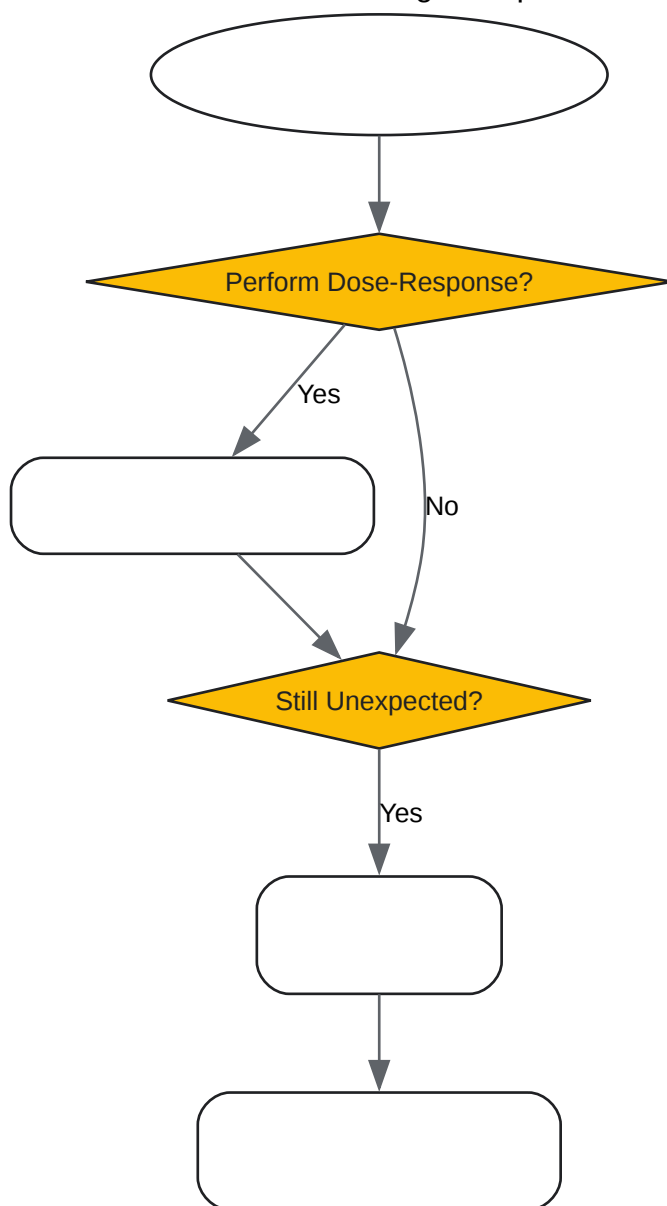 Perform Dose-Response?
Yes
No
Still Unexpected?
Yes